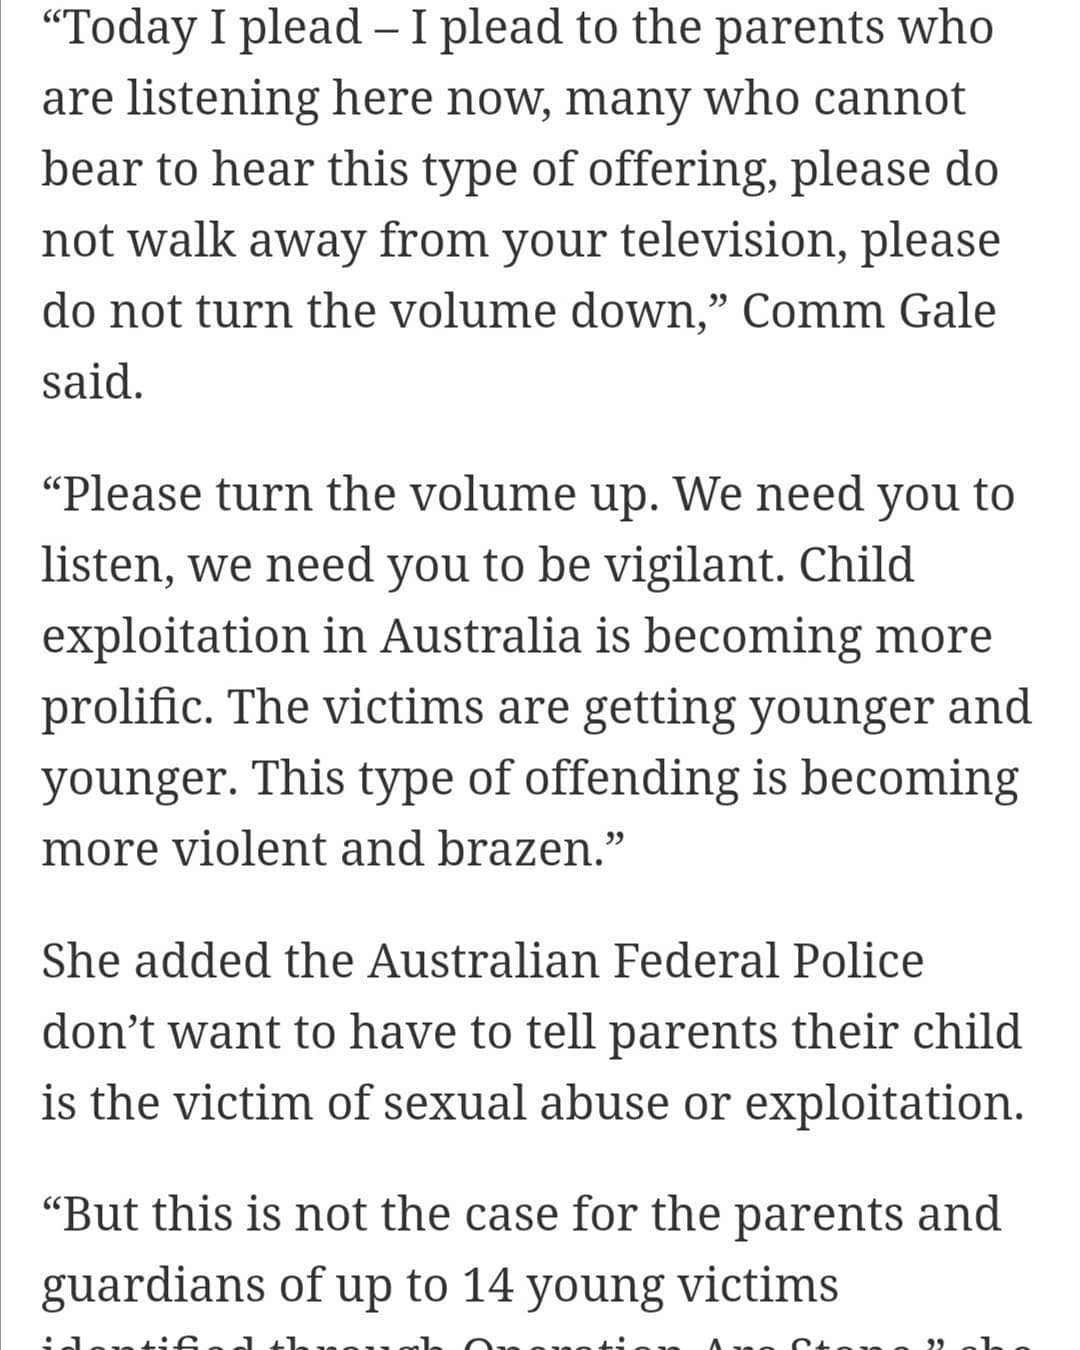 “Today I plead – I plead to the parents who
are listening here now, many who cannot
bear to hear this type of offering, please do
not walk away from your television, please
do not turn the volume down,” Comm Gale
said.
“Please turn the volume up. We need you to
listen, we need you to be vigilant. Child
exploitation in Australia is becoming more
prolific. The victims are getting younger and
younger. This type of offending is becoming
more violent and brazen.”
She added the Australian Federal Police
don’t want to have to tell parents their child
is the victim of sexual abuse or exploitation.
“But this is not the case for the parents and
guardians of up to 14 young victims
identified through Operation Arc Stone,” she